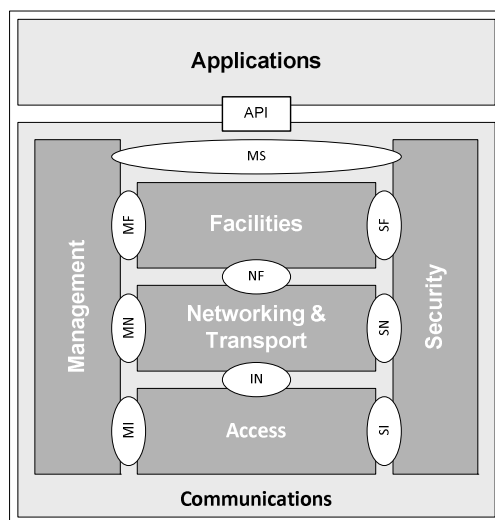 Applications
API
MS
Management
MF
Facilities
SF
Security
NF
MN
Networking &
Transport
SN
IN
MI
Access
SI
Communications